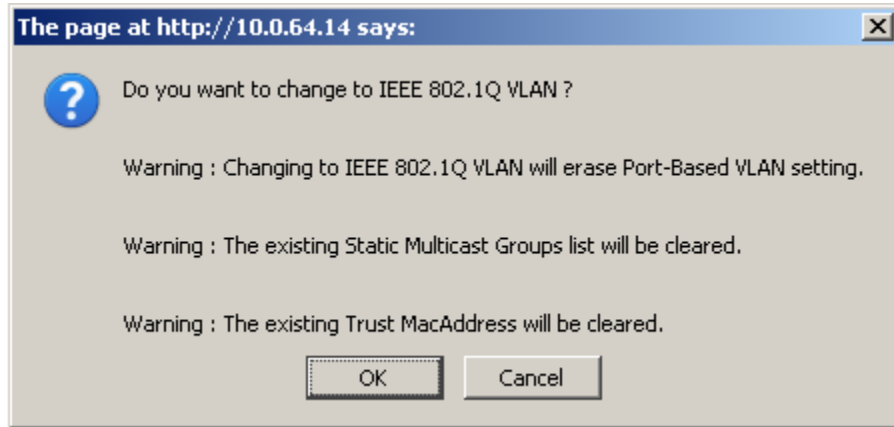 The page at http://10.0.64.14 says:
Do you want to change to IEEE 802.1Q VLAN ?
Warning : Changing to IEEE 802.1Q VLAN will erase Port-Based VLAN setting.
Warning : The existing Static Multicast Groups list will be cleared.
Warning : The existing Trust MacAddress will be cleared.
OK
Cancel